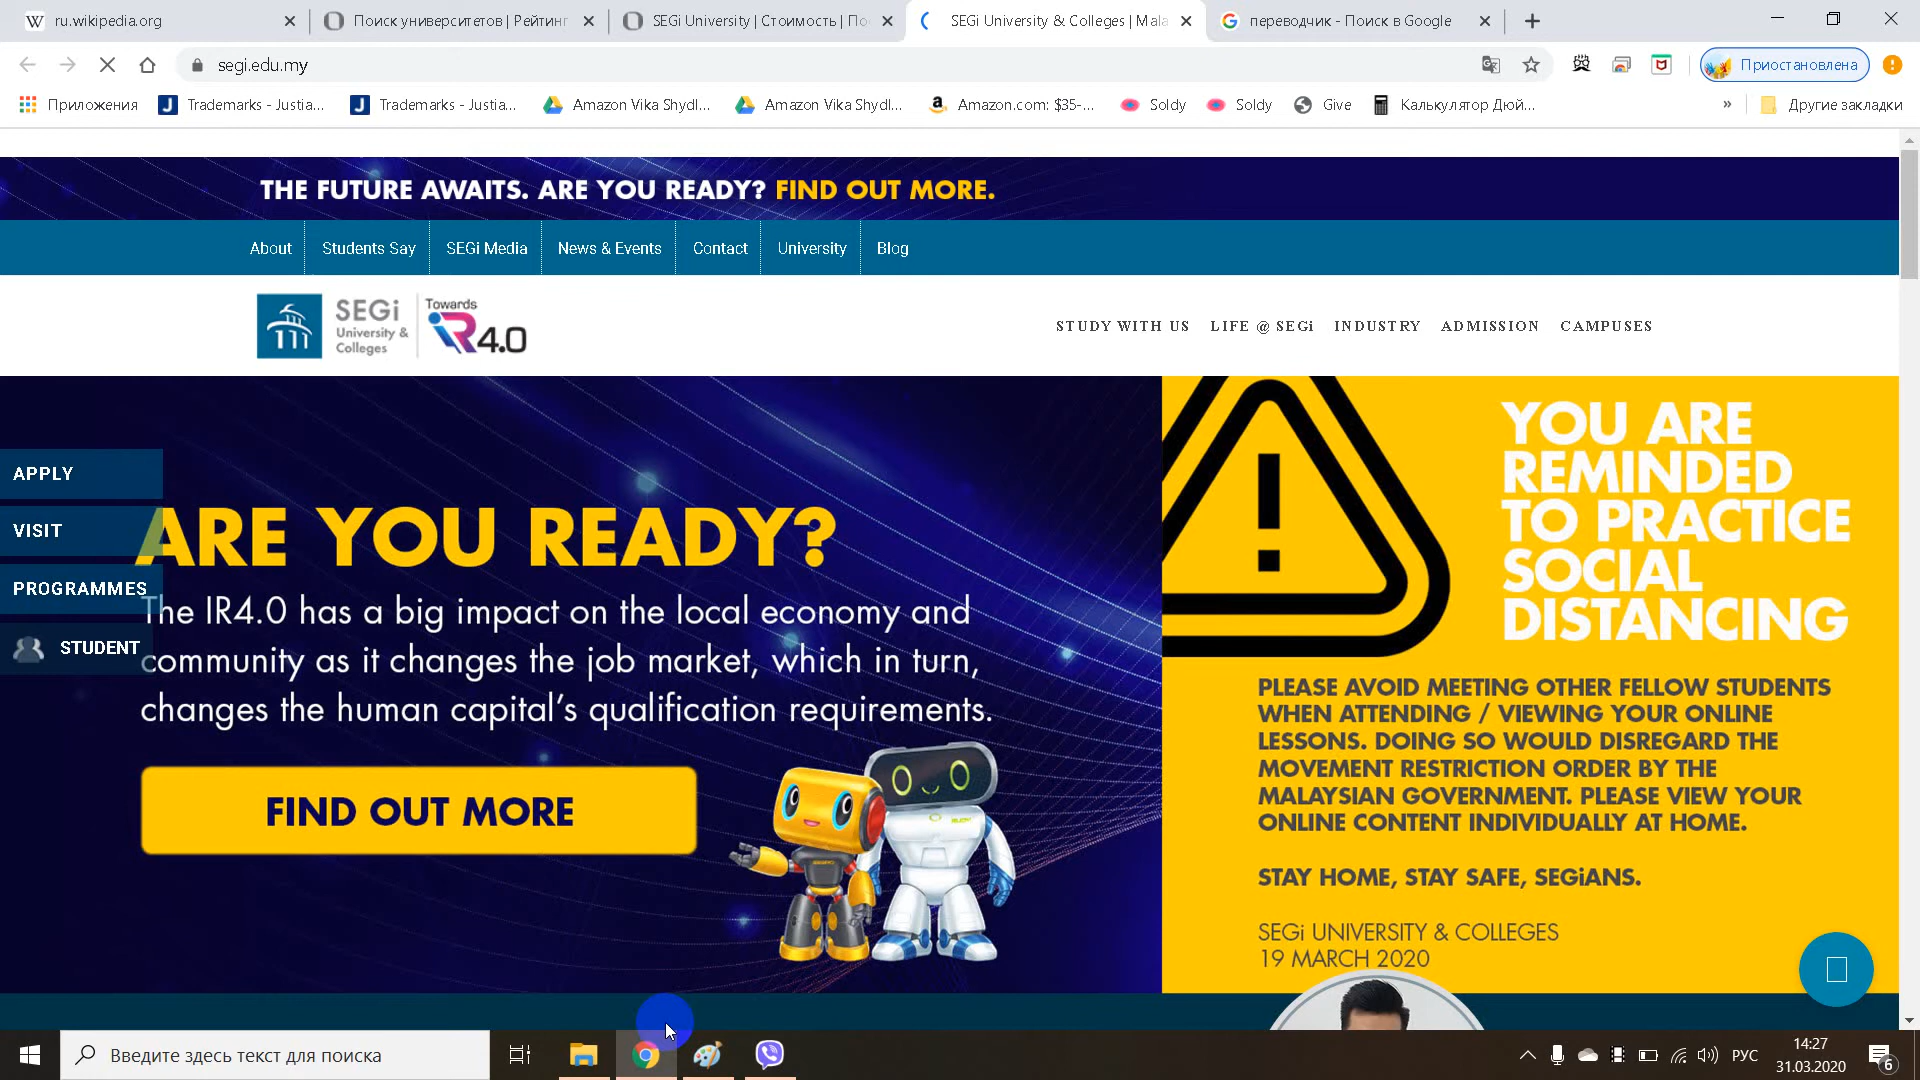 ru.wikipedia.org
Поиск университетов | Рейтинг
SEGi University | Стоимость | По
SEGi University & Colleges | Mala
переводчик - Поиск в Google
segi.edu.my
Приостановлена
Приложения
Trademarks - Justia...
Trademarks - Justia...
Amazon Vika Shydl...
Amazon Vika Shydl...
Amazon.com: $35-...
Soldy
Soldy
Give
Калькулятор Дюй...
»
Другие закладки
THE FUTURE AWAITS. ARE YOU READY? FIND OUT MORE.
About
Students Say
SEGi Media
News & Events
Contact
University
Blog
SEGi
University &
Colleges
Towards
iR4.0
STUDY WITH US
LIFE @ SEGi
INDUSTRY
ADMISSION
CAMPUSES
APPLY
VISIT
PROGRAMMES
STUDENT
ARE YOU READY?
The IR4.0 has a big impact on the local economy and
community as it changes the job market, which in turn,
changes the human capital's qualification requirements.
FIND OUT MORE
YOU ARE
REMINDED
TO PRACTICE
SOCIAL
DISTANCING
PLEASE AVOID MEETING OTHER FELLOW STUDENTS
WHEN ATTENDING / VIEWING YOUR ONLINE
LESSONS. DOING SO WOULD DISREGARD THE
MOVEMENT RESTRICTION ORDER BY THE
MALAYSIAN GOVERNMENT. PLEASE VIEW YOUR
ONLINE CONTENT INDIVIDUALLY AT HOME.
STAY HOME, STAY SAFE, SEGiANS.
SEGi UNIVERSITY & COLLEGES
19 MARCH 2020
Введите здесь текст для поиска
РУС
14:27
31.03.2020
6